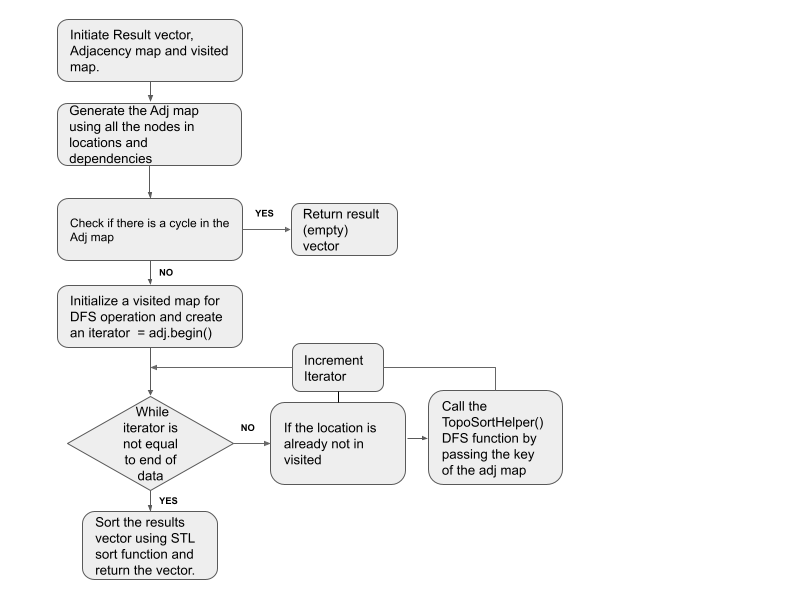 Initiate Result vector,
Adjacency map and visited
map.
Generate the Adj map
using all the nodes in
locations and
dependencies
Check if there is a cycle in the
Adj map
YES
Return result
(empty)
vector
NO
Initialize a visited map for
DFS operation and create
an iterator = adj.begin()
Increment
Iterator
While
iterator is
not equal
to end of
data
NO
If the location is
already not in
visited
Call the
TopoSortHelper()
DFS function by
passing the key
of the adj map
YES
Sort the results
vector using STL
sort function and
return the vector.